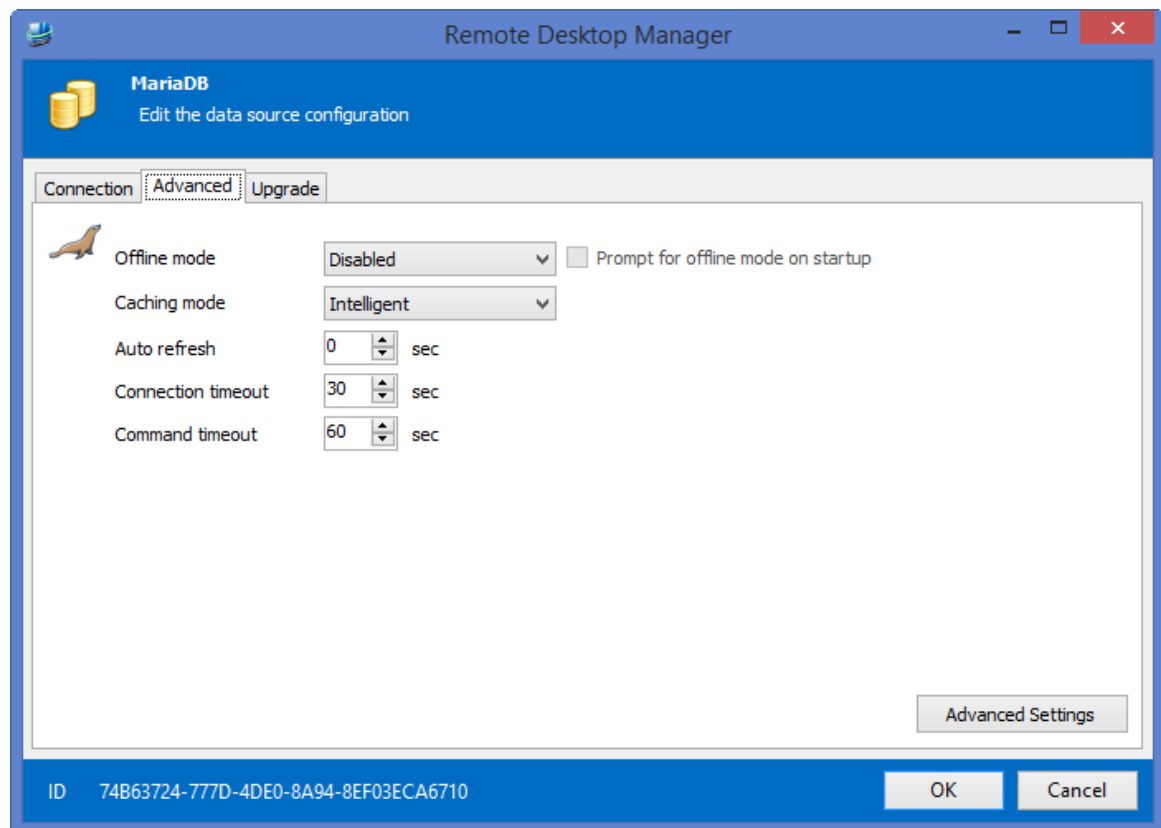 Remote Desktop Manager
MariaDB
Edit the data source configuration
Connection Advanced Upgrade
Offline mode Disabled Prompt for offline mode on startup
Caching mode Intelligent
Auto refresh 0 sec
Connection timeout 30 sec
Command timeout 60 sec
Advanced Settings
ID 74B63724-777D-4DE0-8A94-8EF03ECA6710 OK Cancel